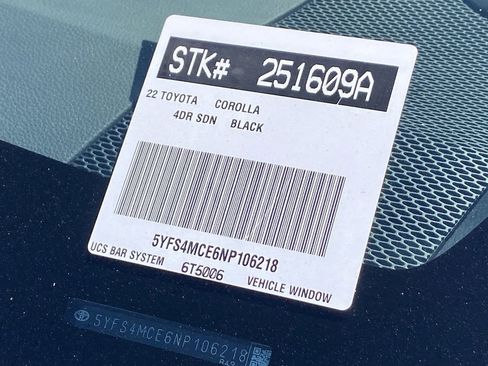 STK# 251609A
22 TOYOTA COROLLA
4DR SDN BLACK
5YFS4MCE6NP106218
UCS BAR SYSTEM 6T5006 VEHICLE WINDOW
5YFS4MCE6NP106218